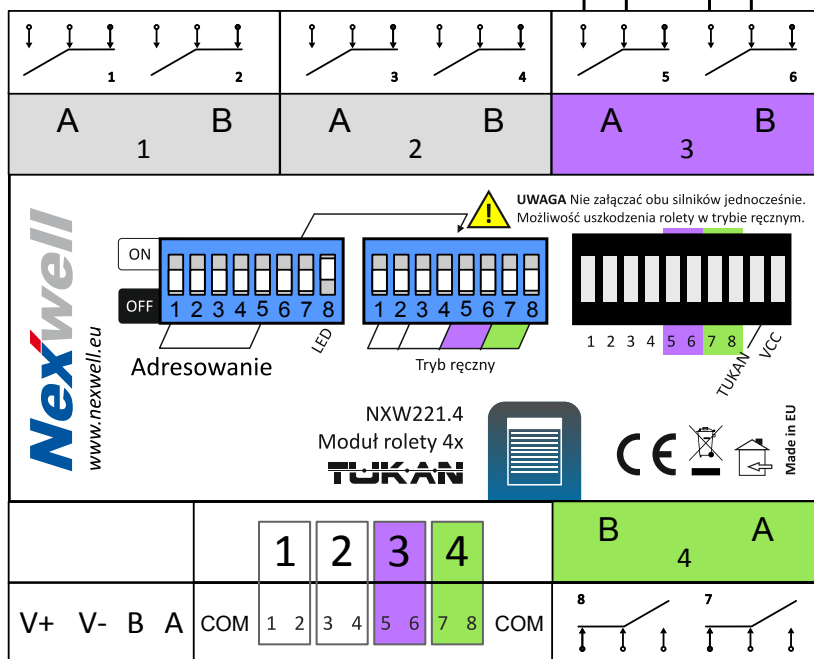 1 2 3 4 5 6
A B A B A B
1 2 3
UWAGA Nie załączać obu silników jednocześnie.
Możliwość uszkodzenia rolety w trybie ręcznym.
!
ON
OFF
1 2 3 4 5 6 7 8
1 2 3 4 5 6 7 8
Adresowanie
LED
Tryb ręczny
1 2 3 4 5 6 7 8
TUKAN
VCC
Nexwell
www.nexwell.eu
NXW221.4
Moduł rolety 4x
TUKAN
CE
Made in EU
1 2 3 4
B A
4
V+ V- B A COM 1 2 3 4 5 6 7 8 COM
8 7